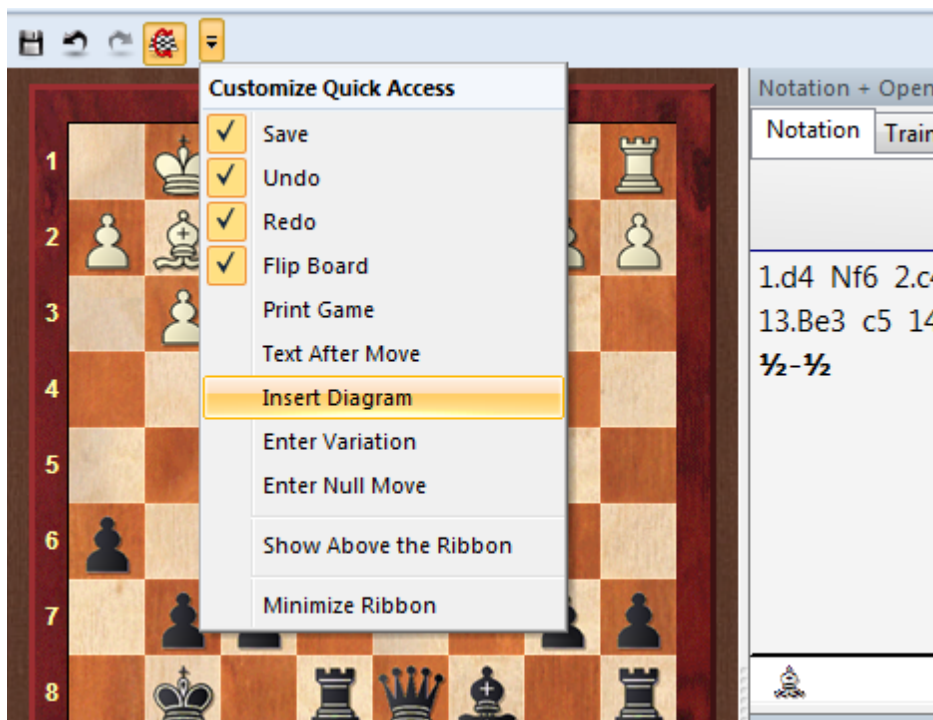 Customize Quick Access
Save
Undo
Redo
Flip Board
Print Game
Text After Move
Insert Diagram
Enter Variation
Enter Null Move
Show Above the Ribbon
Minimize Ribbon
1
2
3
4
5
6
7
8
Notation + Open
Notation Train
1.d4 Nf6 2.c4
13.Be3 c5 14
½-½